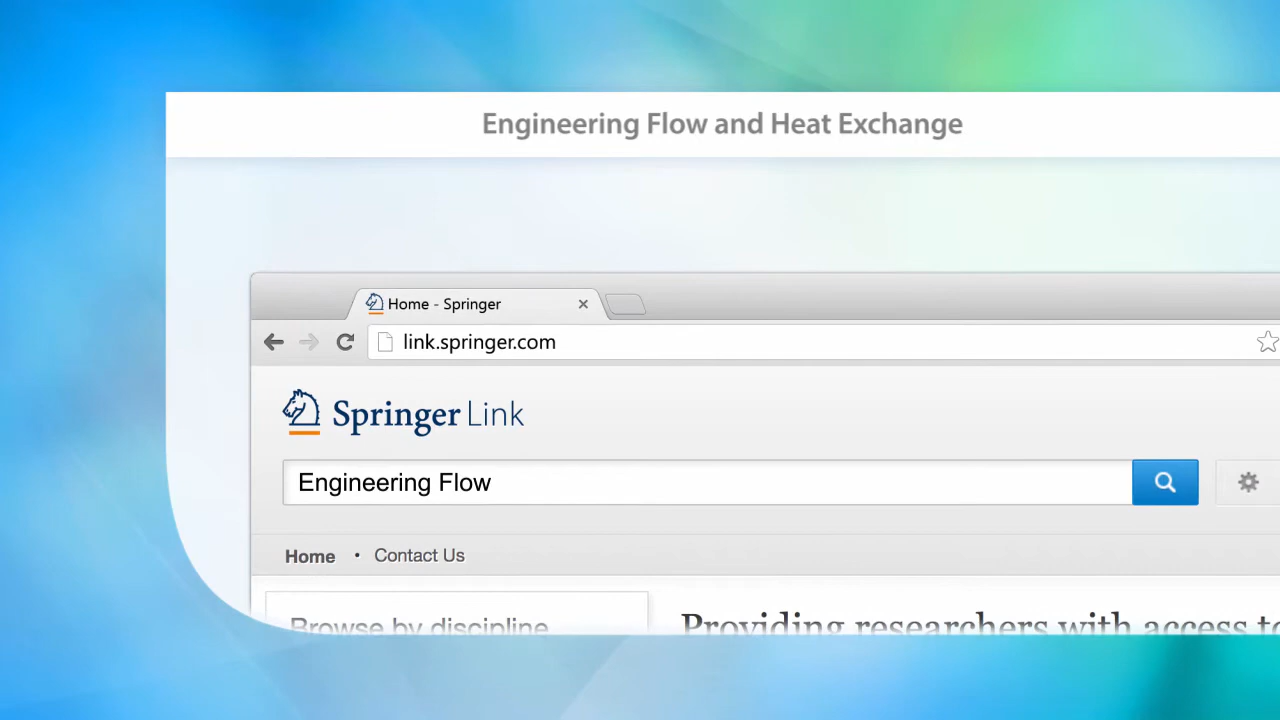 Engineering Flow and Heat Exchange
Home - Springer
link.springer.com
Springer Link
Engineering Flow
Home • Contact Us
Browse by discipline
Providing researchers with access to